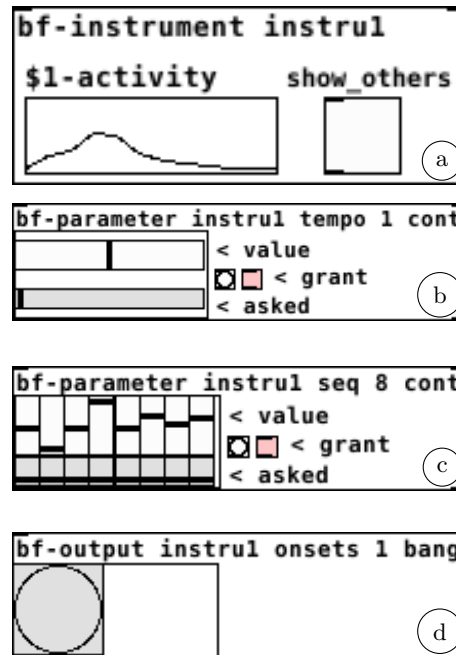 bf-instrument instru1
$1-activity show_others
a
bf-parameter instru1 tempo 1 cont
< value
< grant
< asked
b
bf-parameter instru1 seq 8 cont
< value
< grant
< asked
c
bf-output instru1 onsets 1 bang
d